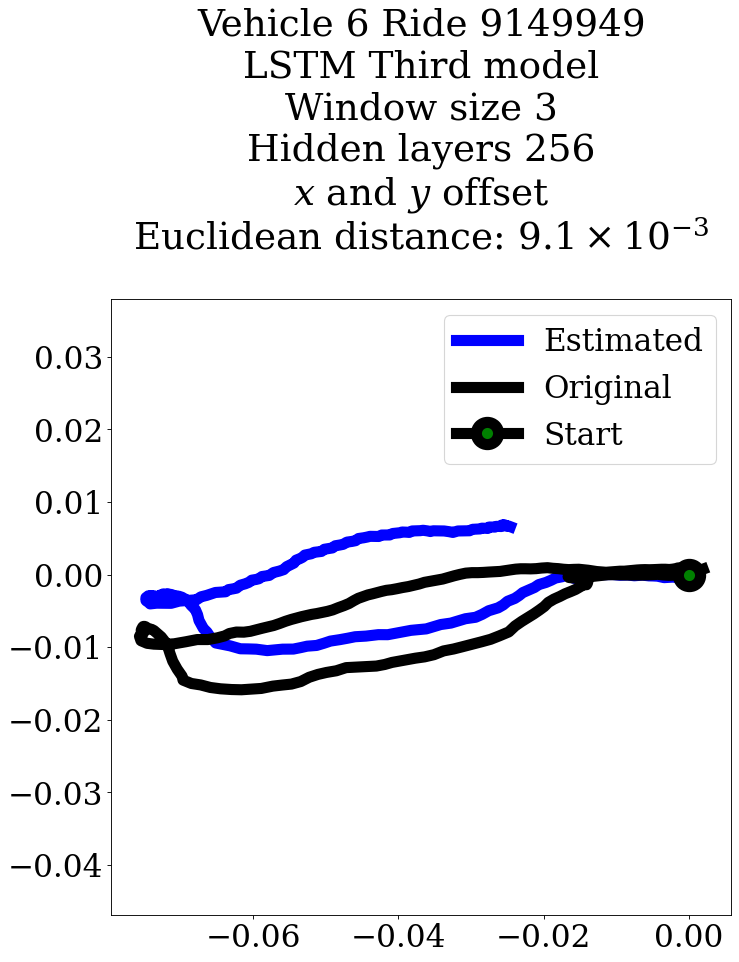 Vehicle 6 Ride 9149949
LSTM Third model
Window size 3
Hidden layers 256
x and y offset
Euclidean distance: 9.1 × 10⁻³
Estimated
Original
Start
0.03
0.02
0.01
0.00
−0.01
−0.02
−0.03
−0.04
−0.06 −0.04 −0.02 0.00